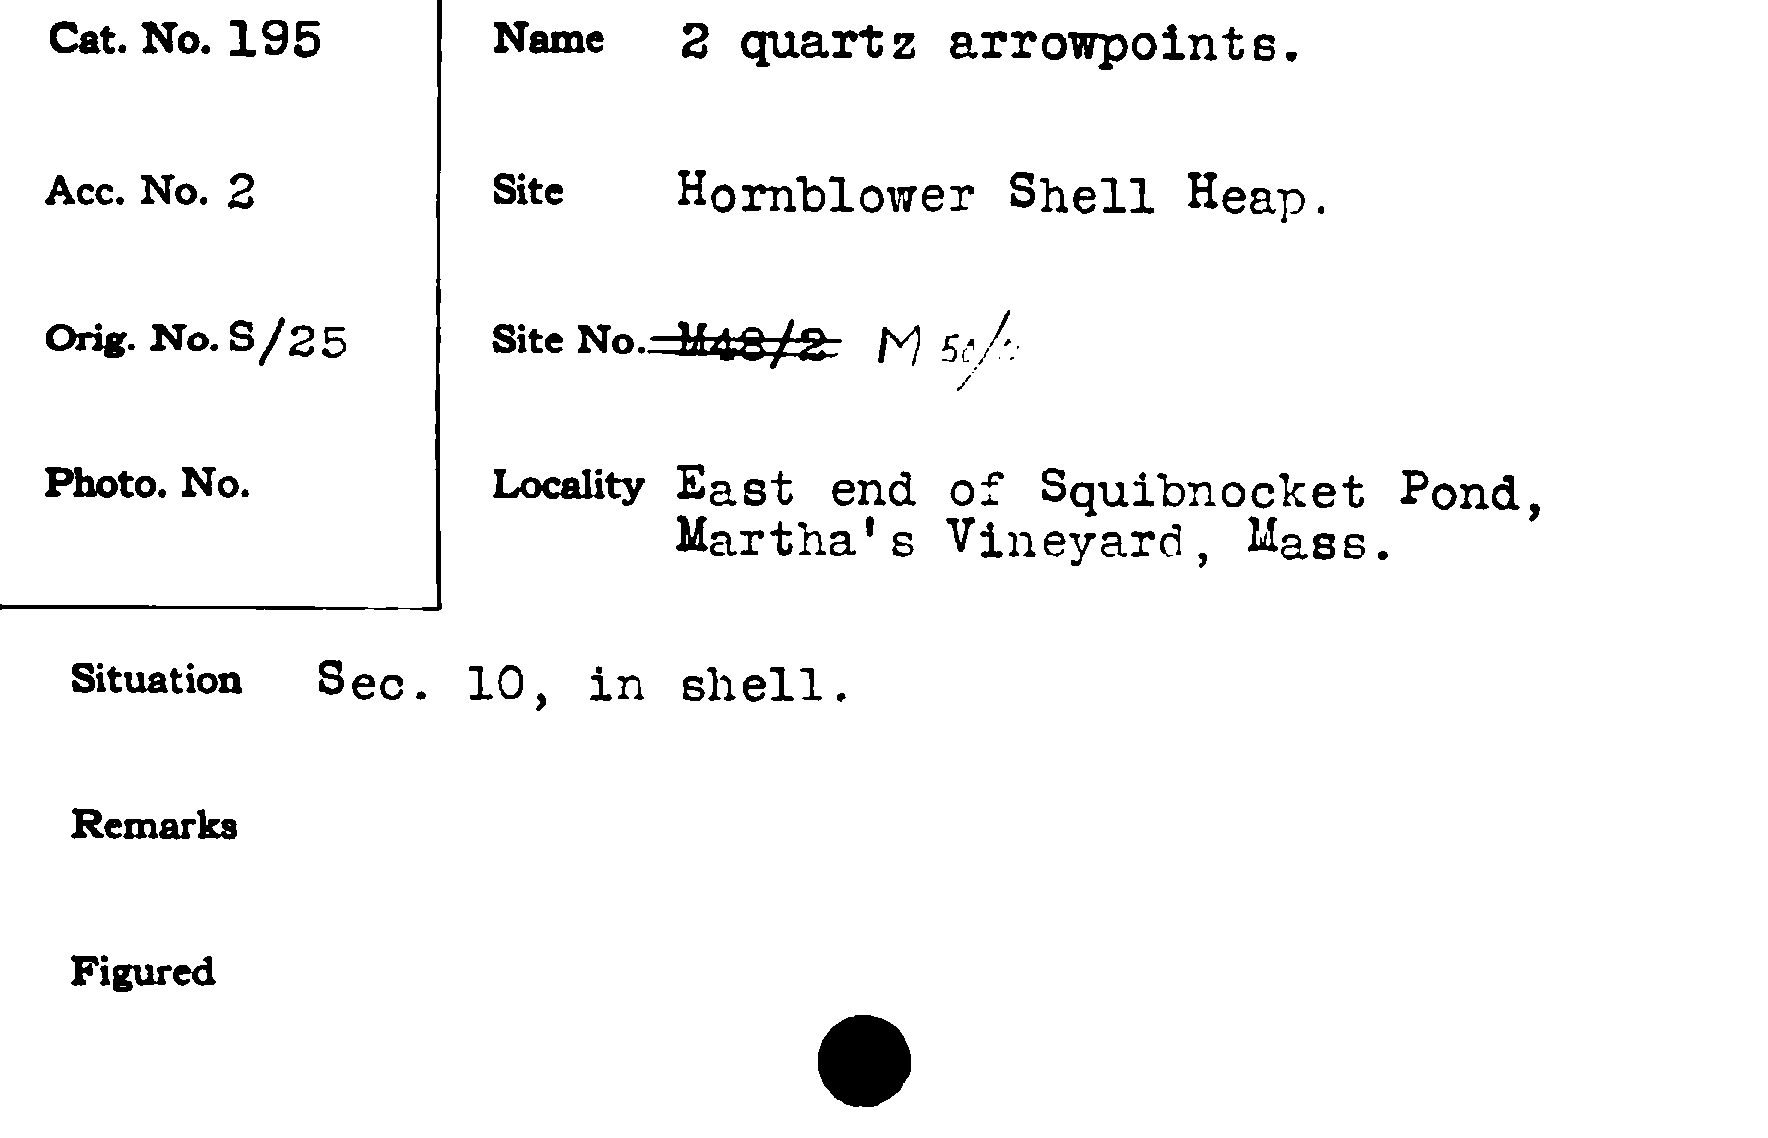 Cat. No. 195
Name 2 quartz arrowpoints.
Acc. No. 2
Site Hornblower Shell Heap.
Orig. No. S/25
Site No. M48/2 M
Photo. No.
Locality East end of Squibnocket Pond,
Martha's Vineyard, Mass.
Situation Sec. 10, in shell.
Remarks
Figured